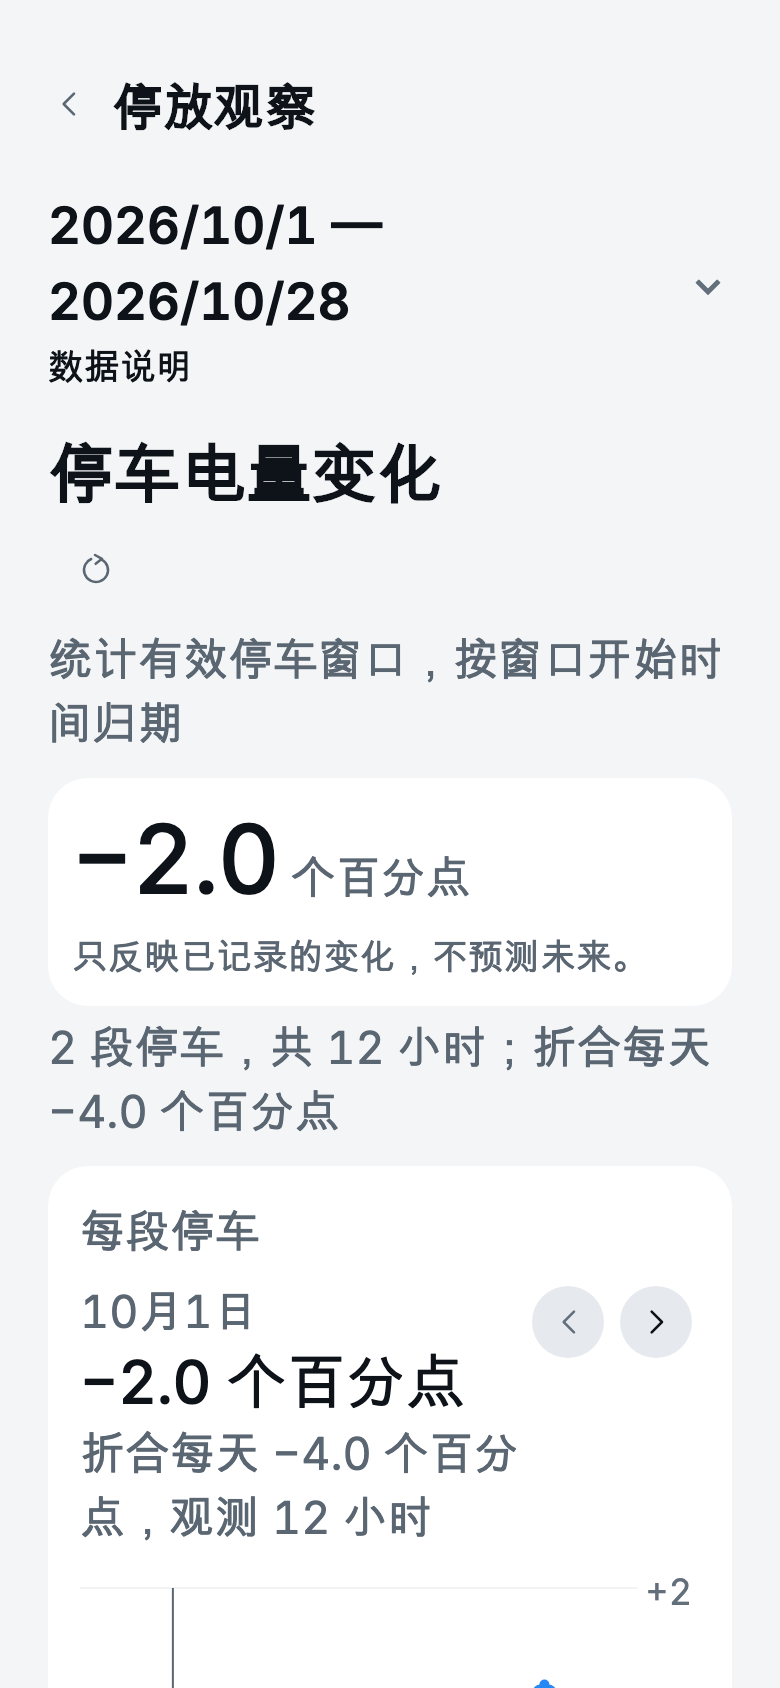 停放观察
2026/10/1 —
2026/10/28
数据说明
停车电量变化
统计有效停车窗口，按窗口开始时
间归期
−2.0 个百分点
只反映已记录的变化，不预测未来。
2 段停车，共 12 小时；折合每天
−4.0 个百分点
每段停车
10月1日
−2.0 个百分点
折合每天 −4.0 个百分
点，观测 12 小时
+2